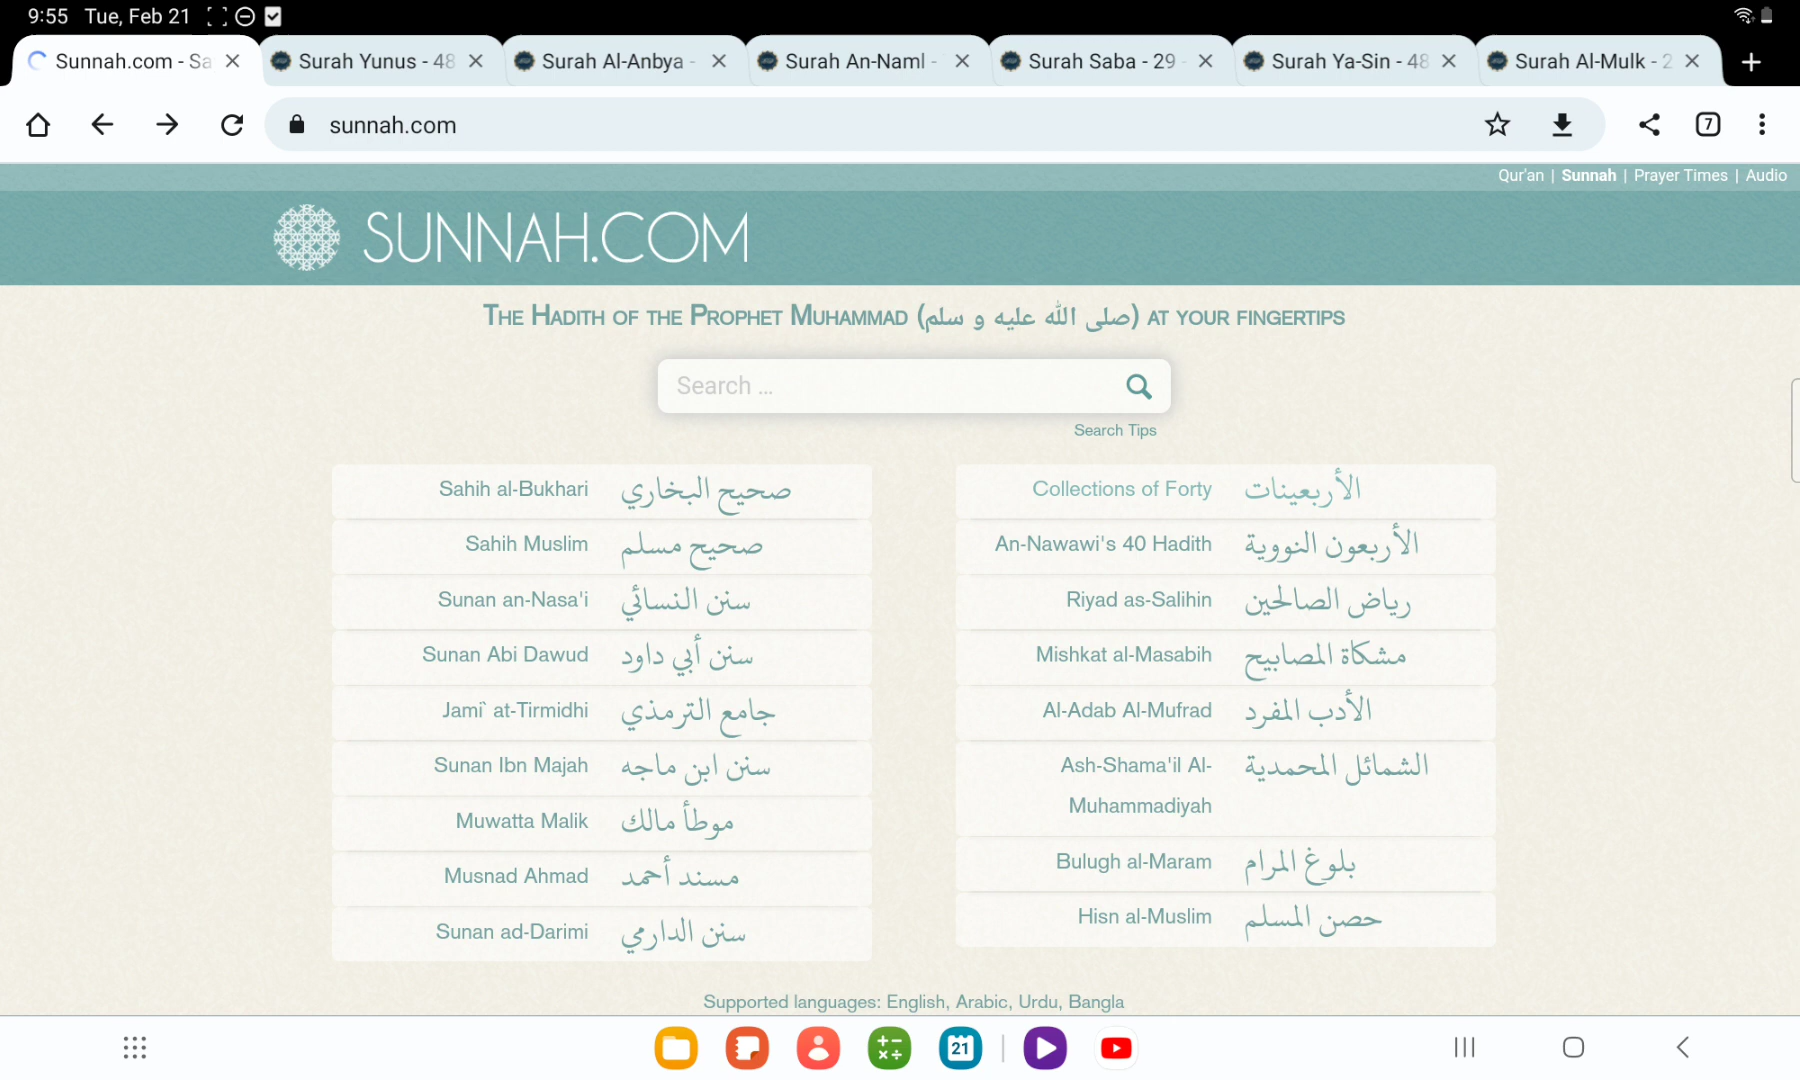 9:55 Tue, Feb 21
Sunnah.com - Sa
Surah Yunus - 48
Surah Al-Anbya -
Surah An-Naml -
Surah Saba - 29 -
Surah Ya-Sin - 48
Surah Al-Mulk - 2
sunnah.com
7
Qur'an | Sunnah | Prayer Times | Audio
SUNNAH.COM
The Hadith of the Prophet Muhammad (صلى الله عليه و سلم) at your fingertips
Search ...
Search Tips
Sahih al-Bukhari صحيح البخاري
Sahih Muslim صحيح مسلم
Sunan an-Nasa'i سنن النسائي
Sunan Abi Dawud سنن أبي داود
Jami` at-Tirmidhi جامع الترمذي
Sunan Ibn Majah سنن ابن ماجه
Muwatta Malik موطأ مالك
Musnad Ahmad مسند أحمد
Sunan ad-Darimi سنن الدارمي
Collections of Forty الأربعينات
An-Nawawi's 40 Hadith الأربعون النووية
Riyad as-Salihin رياض الصالحين
Mishkat al-Masabih مشكاة المصابيح
Al-Adab Al-Mufrad الأدب المفرد
Ash-Shama'il Al- الشمائل المحمدية
Muhammadiyah
Bulugh al-Maram بلوغ المرام
Hisn al-Muslim حصن المسلم
Supported languages: English, Arabic, Urdu, Bangla
21